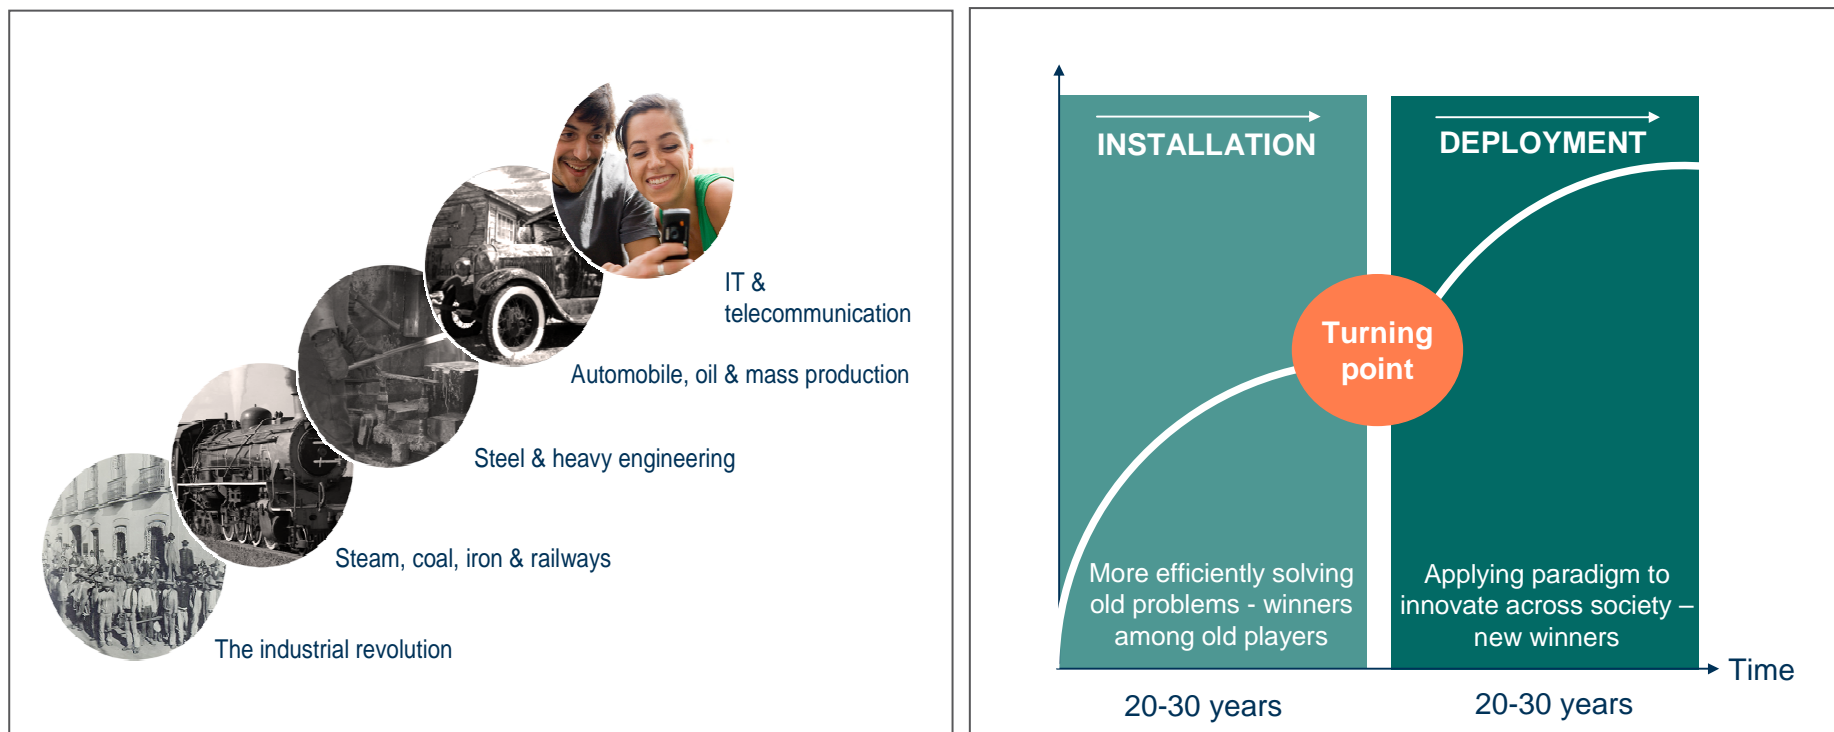 IT &
telecommunication
Automobile, oil & mass production
Steel & heavy engineering
Steam, coal, iron & railways
The industrial revolution
INSTALLATION
DEPLOYMENT
Turning
point
More efficiently solving
old problems - winners
among old players
Applying paradigm to
innovate across society –
new winners
Time
20-30 years
20-30 years